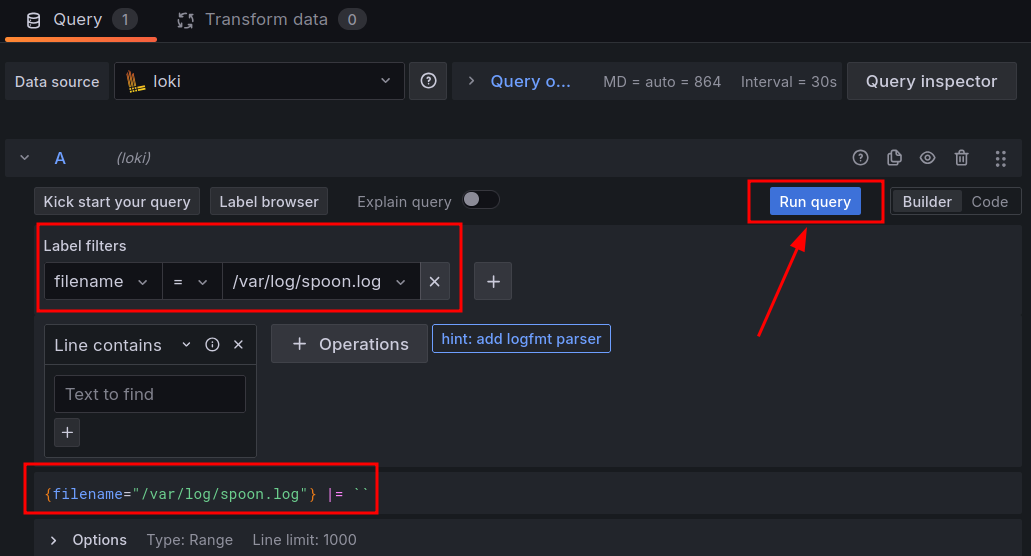 Query 1 Transform data 0
Data source loki Query o... MD = auto = 864 Interval = 30s Query inspector
A (loki)
Kick start your query Label browser Explain query Run query Builder Code
Label filters
filename = /var/log/spoon.log
Line contains + Operations hint: add logfmt parser
Text to find
+
{filename="/var/log/spoon.log"} |= ``
Options Type: Range Line limit: 1000